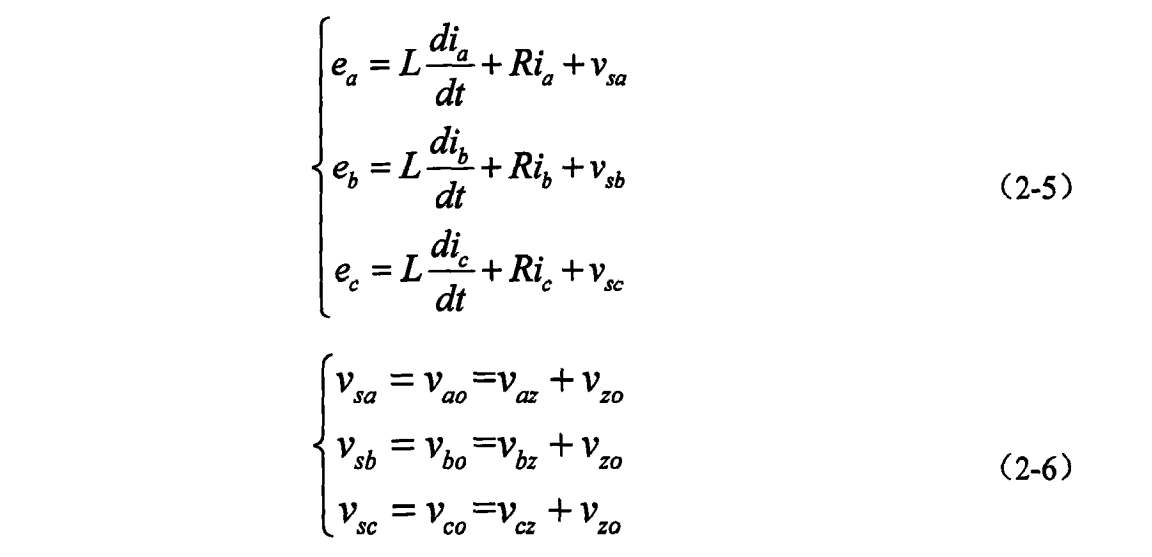 e_a = L di_a/dt + Ri_a + v_sa
e_b = L di_b/dt + Ri_b + v_sb （2-5）
e_c = L di_c/dt + Ri_c + v_sc
v_sa = v_ao = v_az + v_zo
v_sb = v_bo = v_bz + v_zo （2-6）
v_sc = v_co = v_cz + v_zo